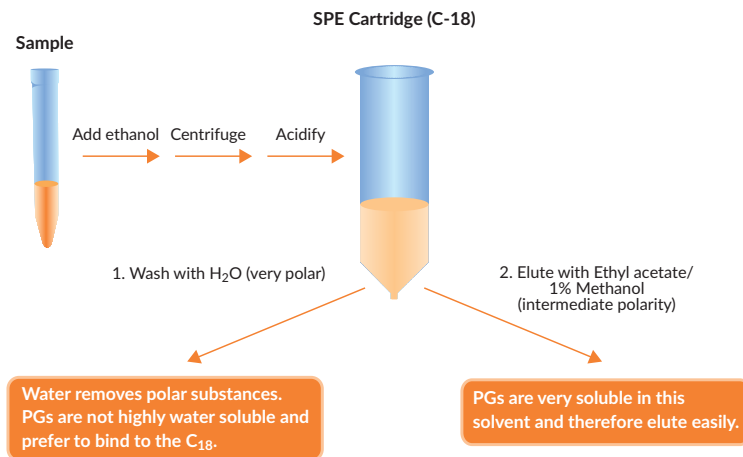 SPE Cartridge (C-18)
Sample
Add ethanol
Centrifuge
Acidify
1. Wash with H₂O (very polar)
2. Elute with Ethyl acetate/
1% Methanol
(intermediate polarity)
Water removes polar substances.
PGs are not highly water soluble and
prefer to bind to the C₁₈.
PGs are very soluble in this
solvent and therefore elute easily.